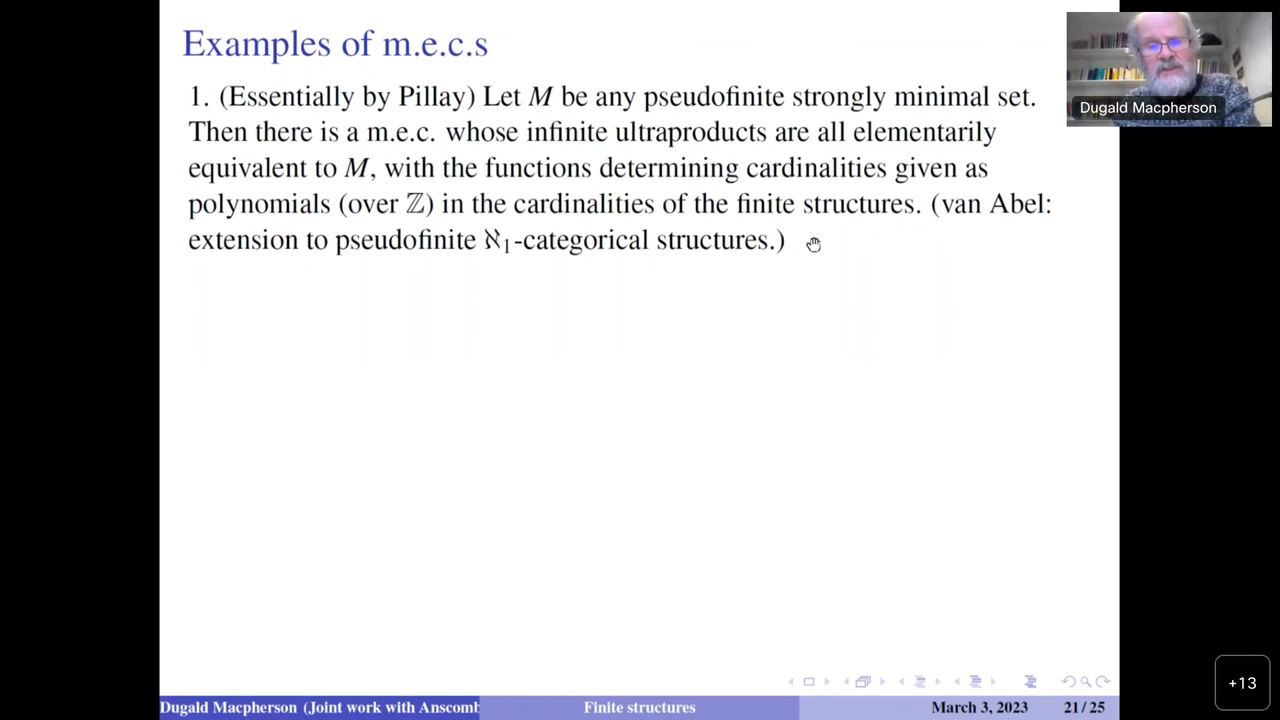 Examples of m.e.c.s
1. (Essentially by Pillay) Let M be any pseudofinite strongly minimal set.
Then there is a m.e.c. whose infinite ultraproducts are all elementarily
equivalent to M, with the functions determining cardinalities given as
polynomials (over ℤ) in the cardinalities of the finite structures. (van Abel:
extension to pseudofinite ℵ₁-categorical structures.)
Dugald Macpherson
+13
Dugald Macpherson (Joint work with Anscomb
Finite structures
March 3, 2023
21 / 25